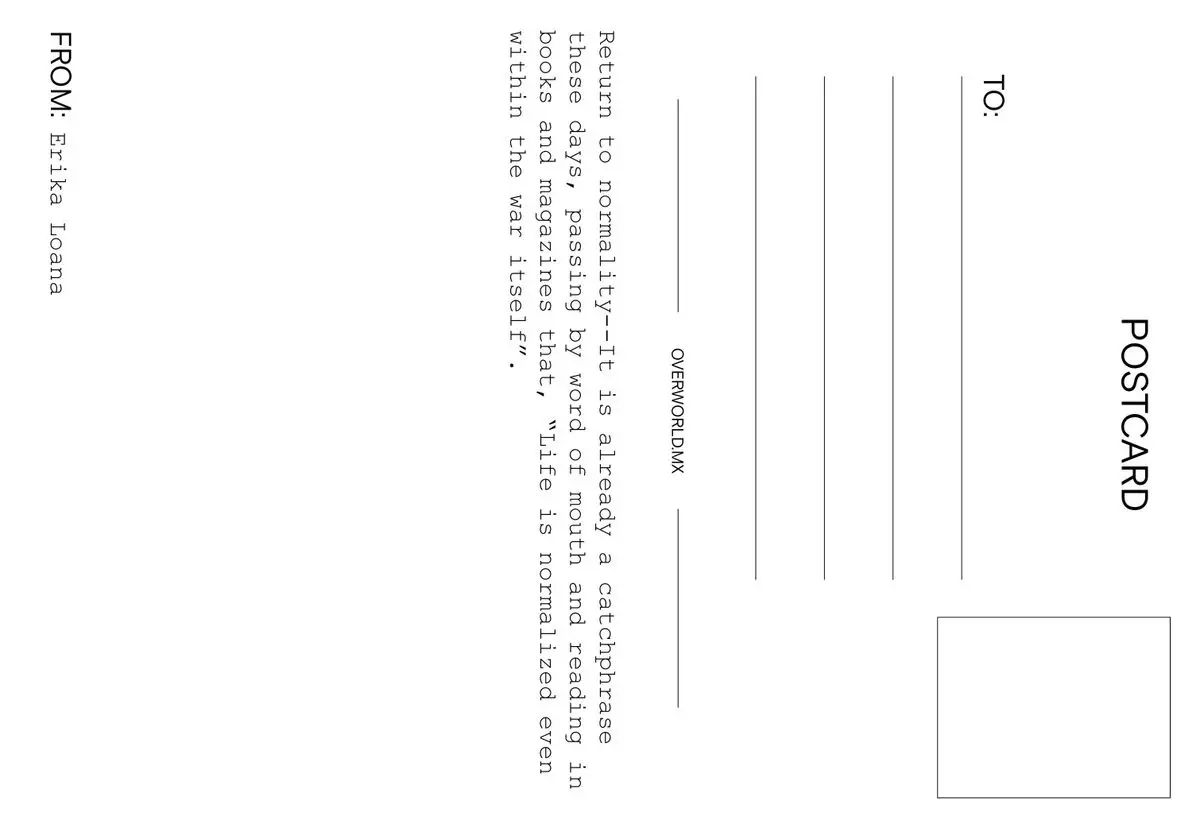 POSTCARD
TO:
OVERWORLD.MX
Return to normality--It is already a catchphrase
these days, passing by word of mouth and reading in
books and magazines that, “Life is normalized even
within the war itself”.
FROM: Erika Loana